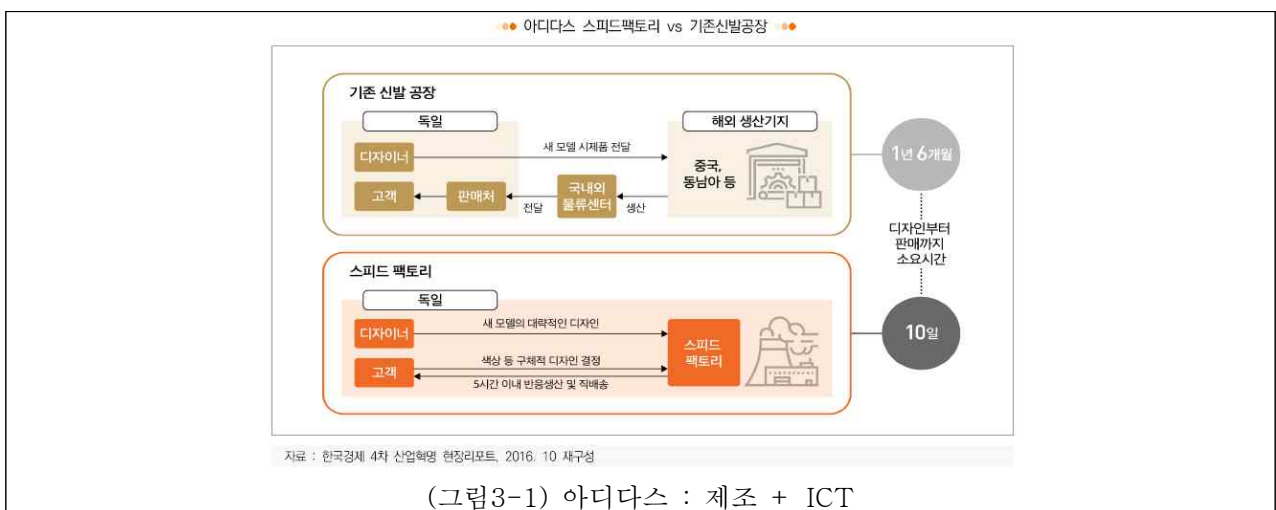 아디다스 스피드팩토리 vs 기존신발공장
기존 신발 공장
독일
해외 생산기지
디자이너
새 모델 시제품 전달
중국,
동남아 등
고객
판매처
전달
국내외
물류센터
생산
1년 6개월
디자인부터
판매까지
소요시간
스피드 팩토리
독일
디자이너
새 모델의 대략적인 디자인
고객
색상 등 구체적 디자인 결정
5시간 이내 반응생산 및 직배송
스피드
팩토리
10일
자료 : 한국경제 4차 산업혁명 현장리포트, 2016. 10 재구성
(그림3-1) 아디다스 : 제조 + ICT